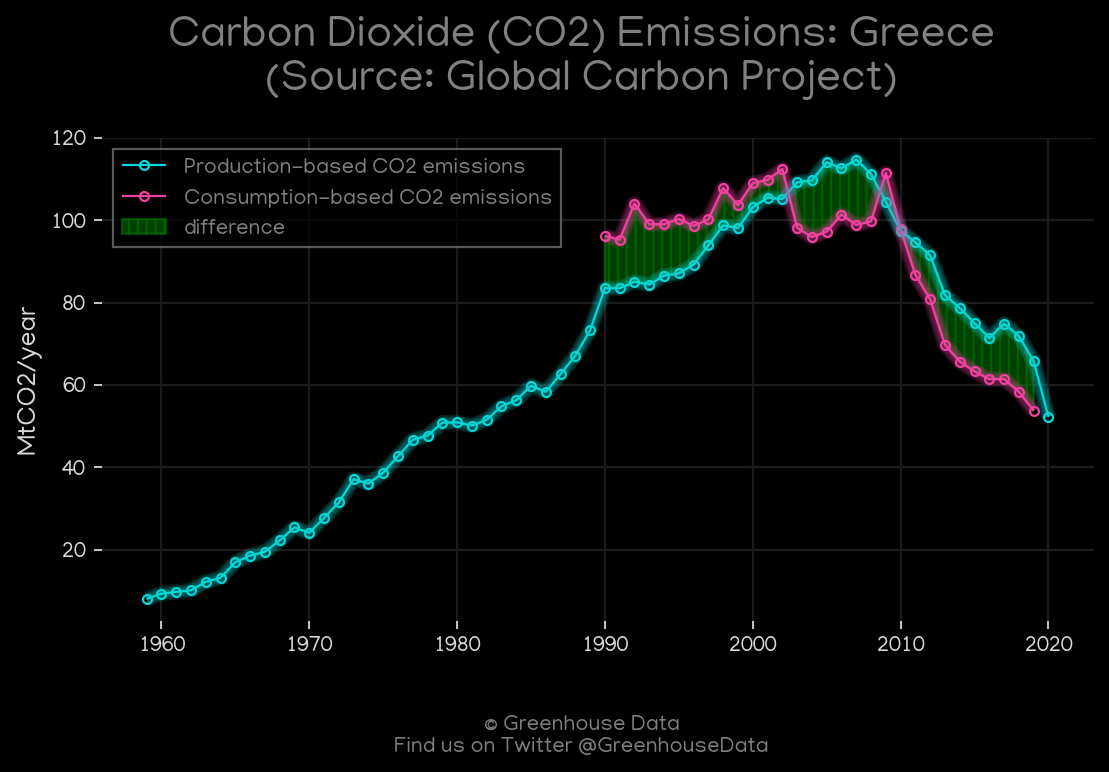 Carbon Dioxide (CO2) Emissions: Greece
(Source: Global Carbon Project)
120
Production-based CO2 emissions
Consumption-based CO2 emissions
difference
100
80
60
40
20
MtCO2/year
1960 1970 1980 1990 2000 2010 2020
© Greenhouse Data
Find us on Twitter @GreenhouseData